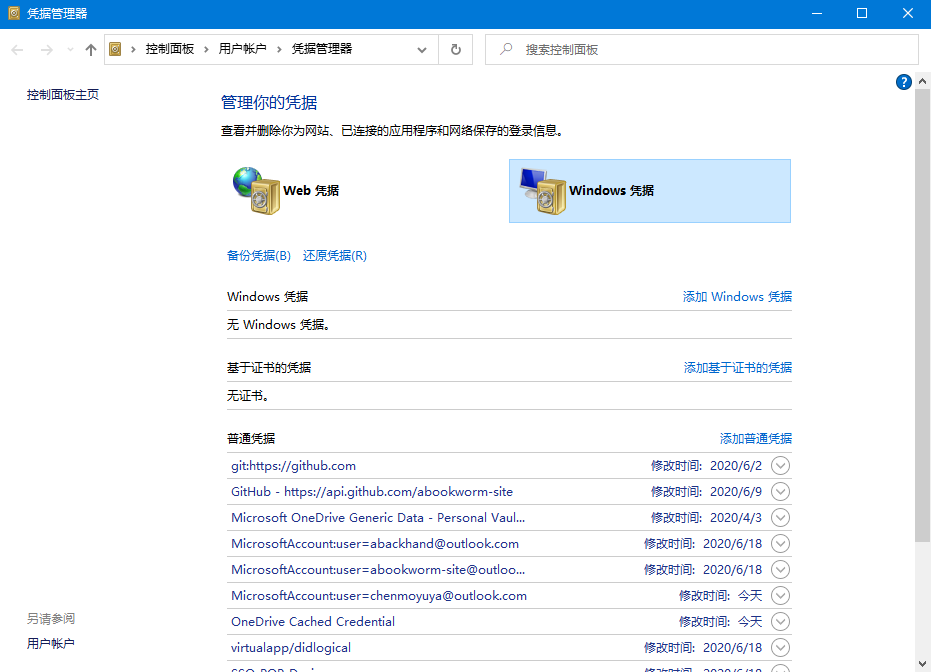 凭据管理器
控制面板 › 用户帐户 › 凭据管理器
搜索控制面板
控制面板主页
管理你的凭据
查看并删除你为网站、已连接的应用程序和网络保存的登录信息。
Web 凭据
Windows 凭据
备份凭据(B) 还原凭据(R)
Windows 凭据 添加 Windows 凭据
无 Windows 凭据。
基于证书的凭据 添加基于证书的凭据
无证书。
普通凭据 添加普通凭据
git:https://github.com 修改时间: 2020/6/2
GitHub - https://api.github.com/abookworm-site 修改时间: 2020/6/9
Microsoft OneDrive Generic Data - Personal Vaul... 修改时间: 2020/4/3
MicrosoftAccount:user=abackhand@outlook.com 修改时间: 2020/6/18
MicrosoftAccount:user=abookworm-site@outloo... 修改时间: 2020/6/18
MicrosoftAccount:user=chenmoyuya@outlook.com 修改时间: 今天
OneDrive Cached Credential 修改时间: 今天
virtualapp/didlogical 修改时间: 2020/6/18
另请参阅
用户帐户